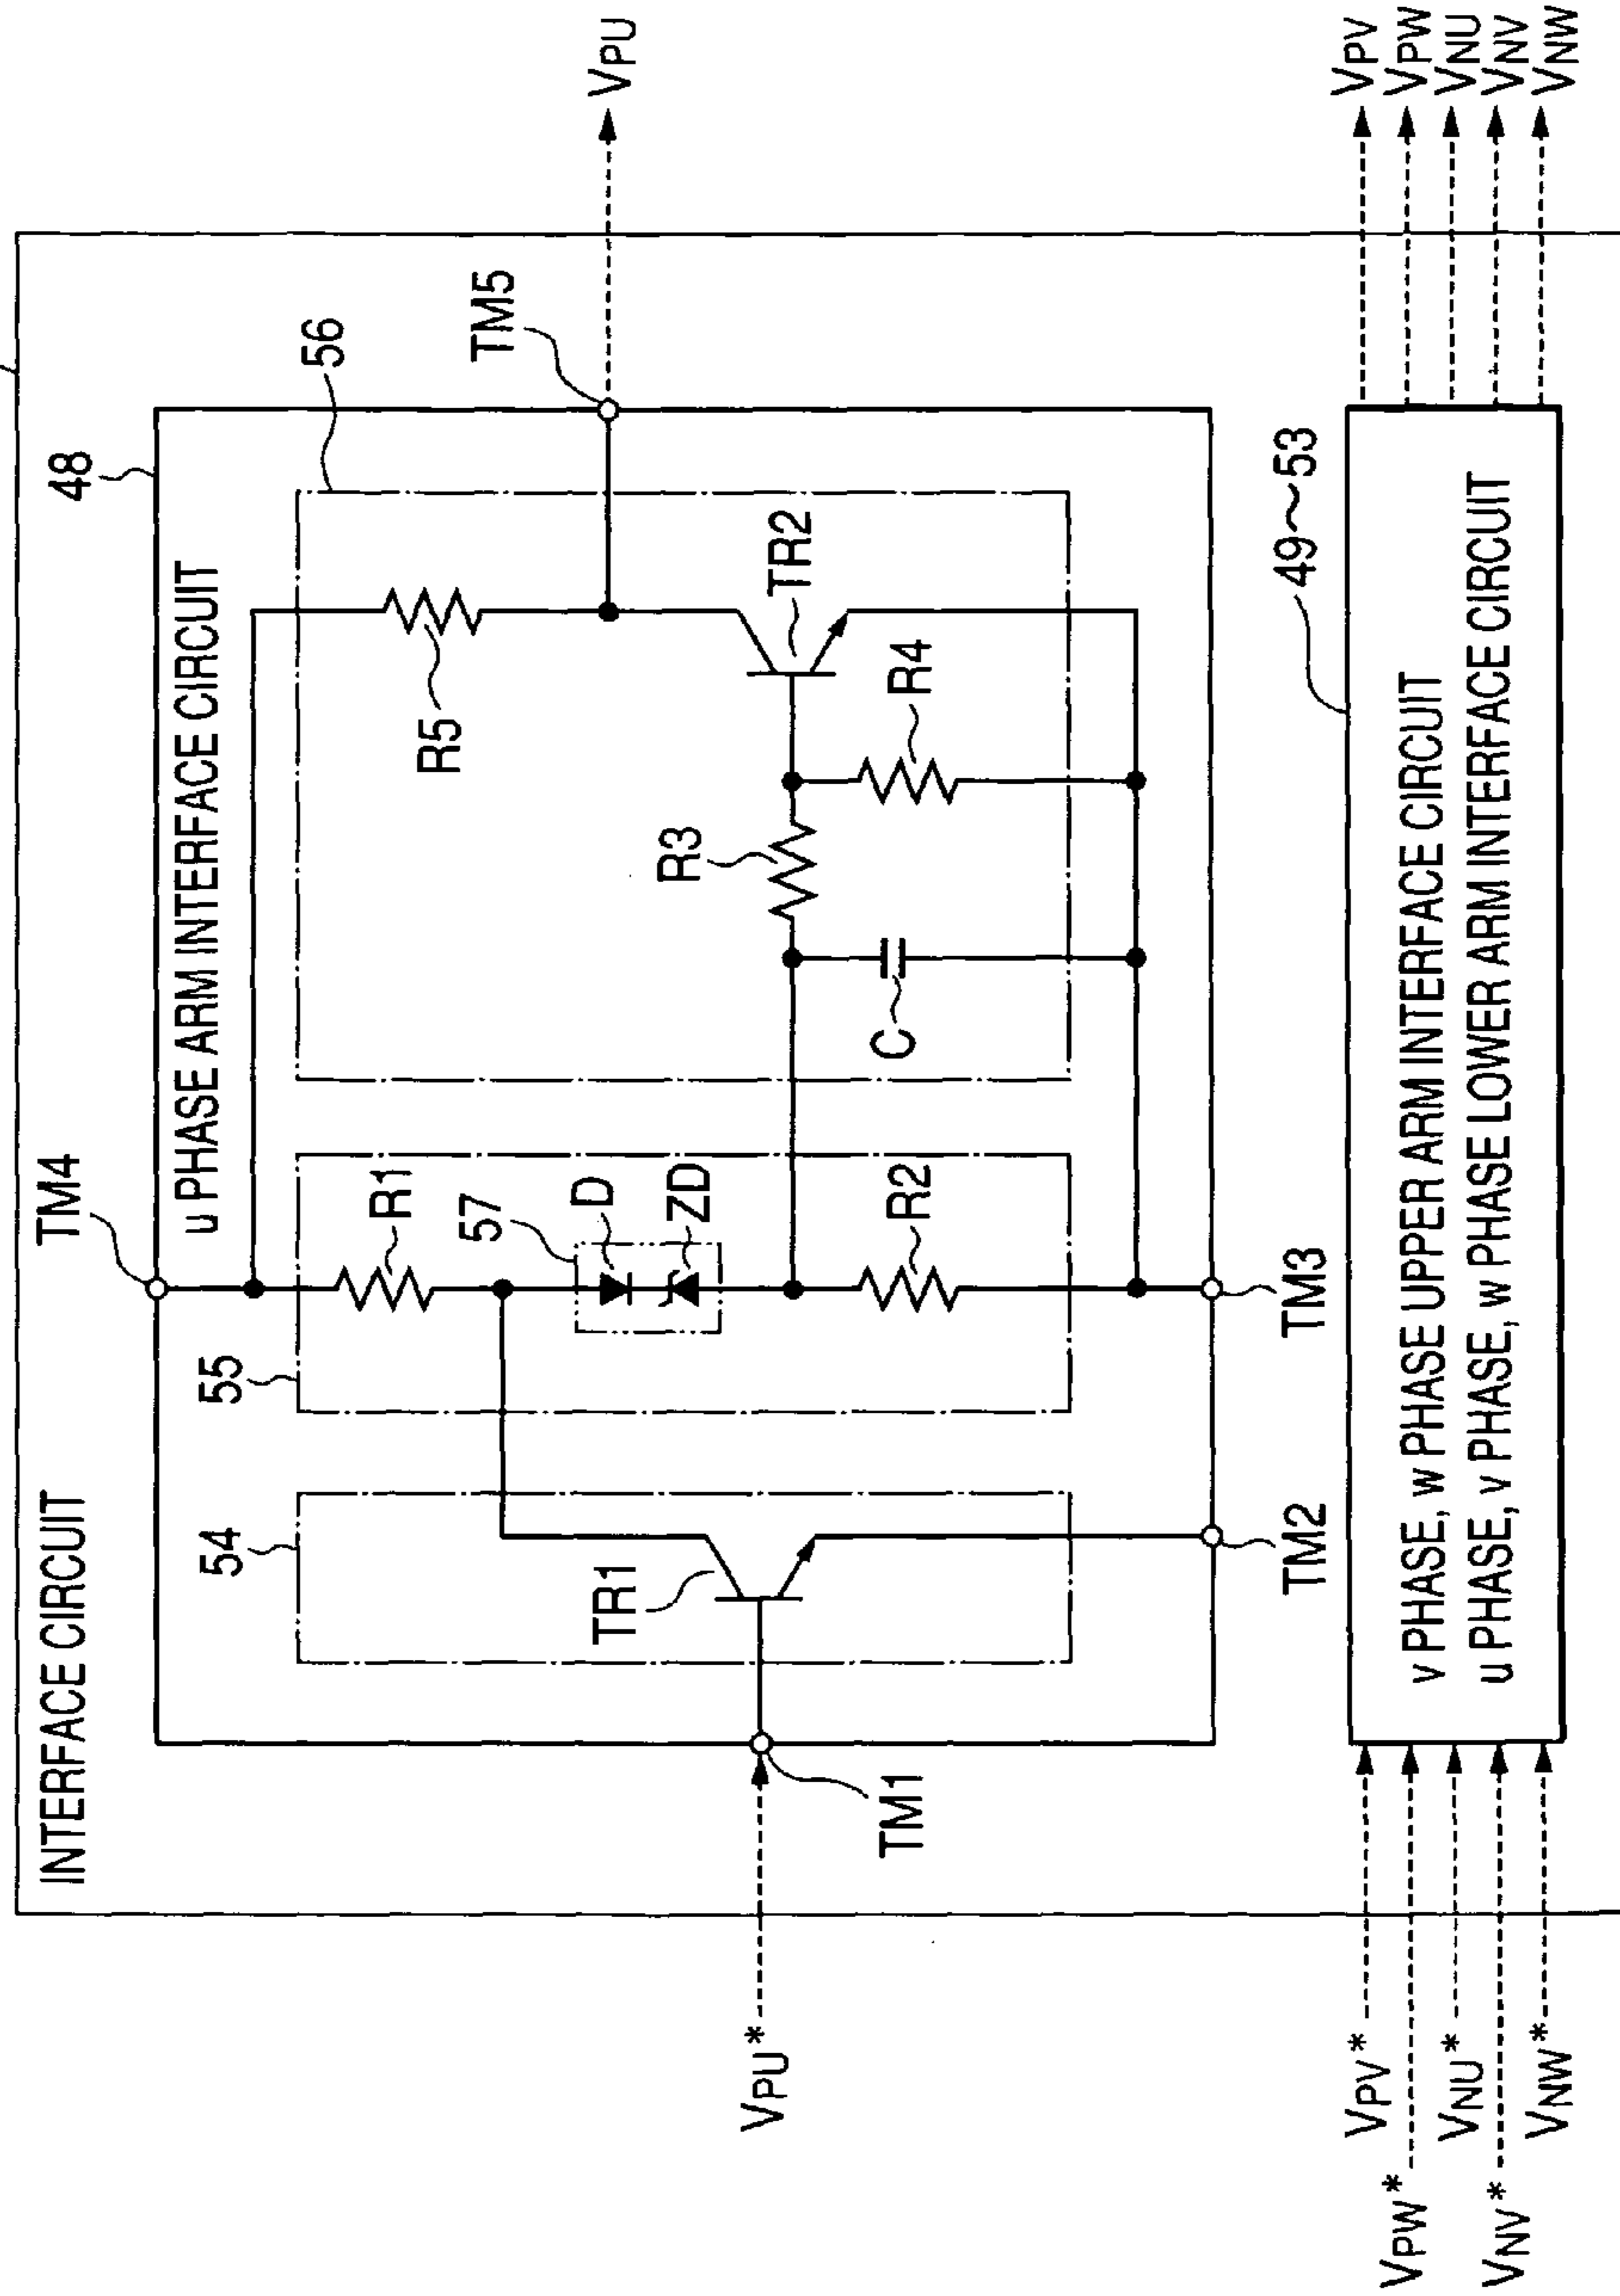 INTERFACE CIRCUIT
TM4
48
u PHASE ARM INTERFACE CIRCUIT
54
55
56
R1
R5
57
D
ZD
TM5
VPU
TR1
R3
TR2
VPU*
R2
C
R4
TM1
TM2
TM3
49~53
VPV*
VPW*
VNU*
VNV*
VNW*
v PHASE, w PHASE UPPER ARM INTERFACE CIRCUIT
u PHASE, v PHASE, w PHASE LOWER ARM INTERFACE CIRCUIT
VPV
VPW
VNU
VNV
VNW